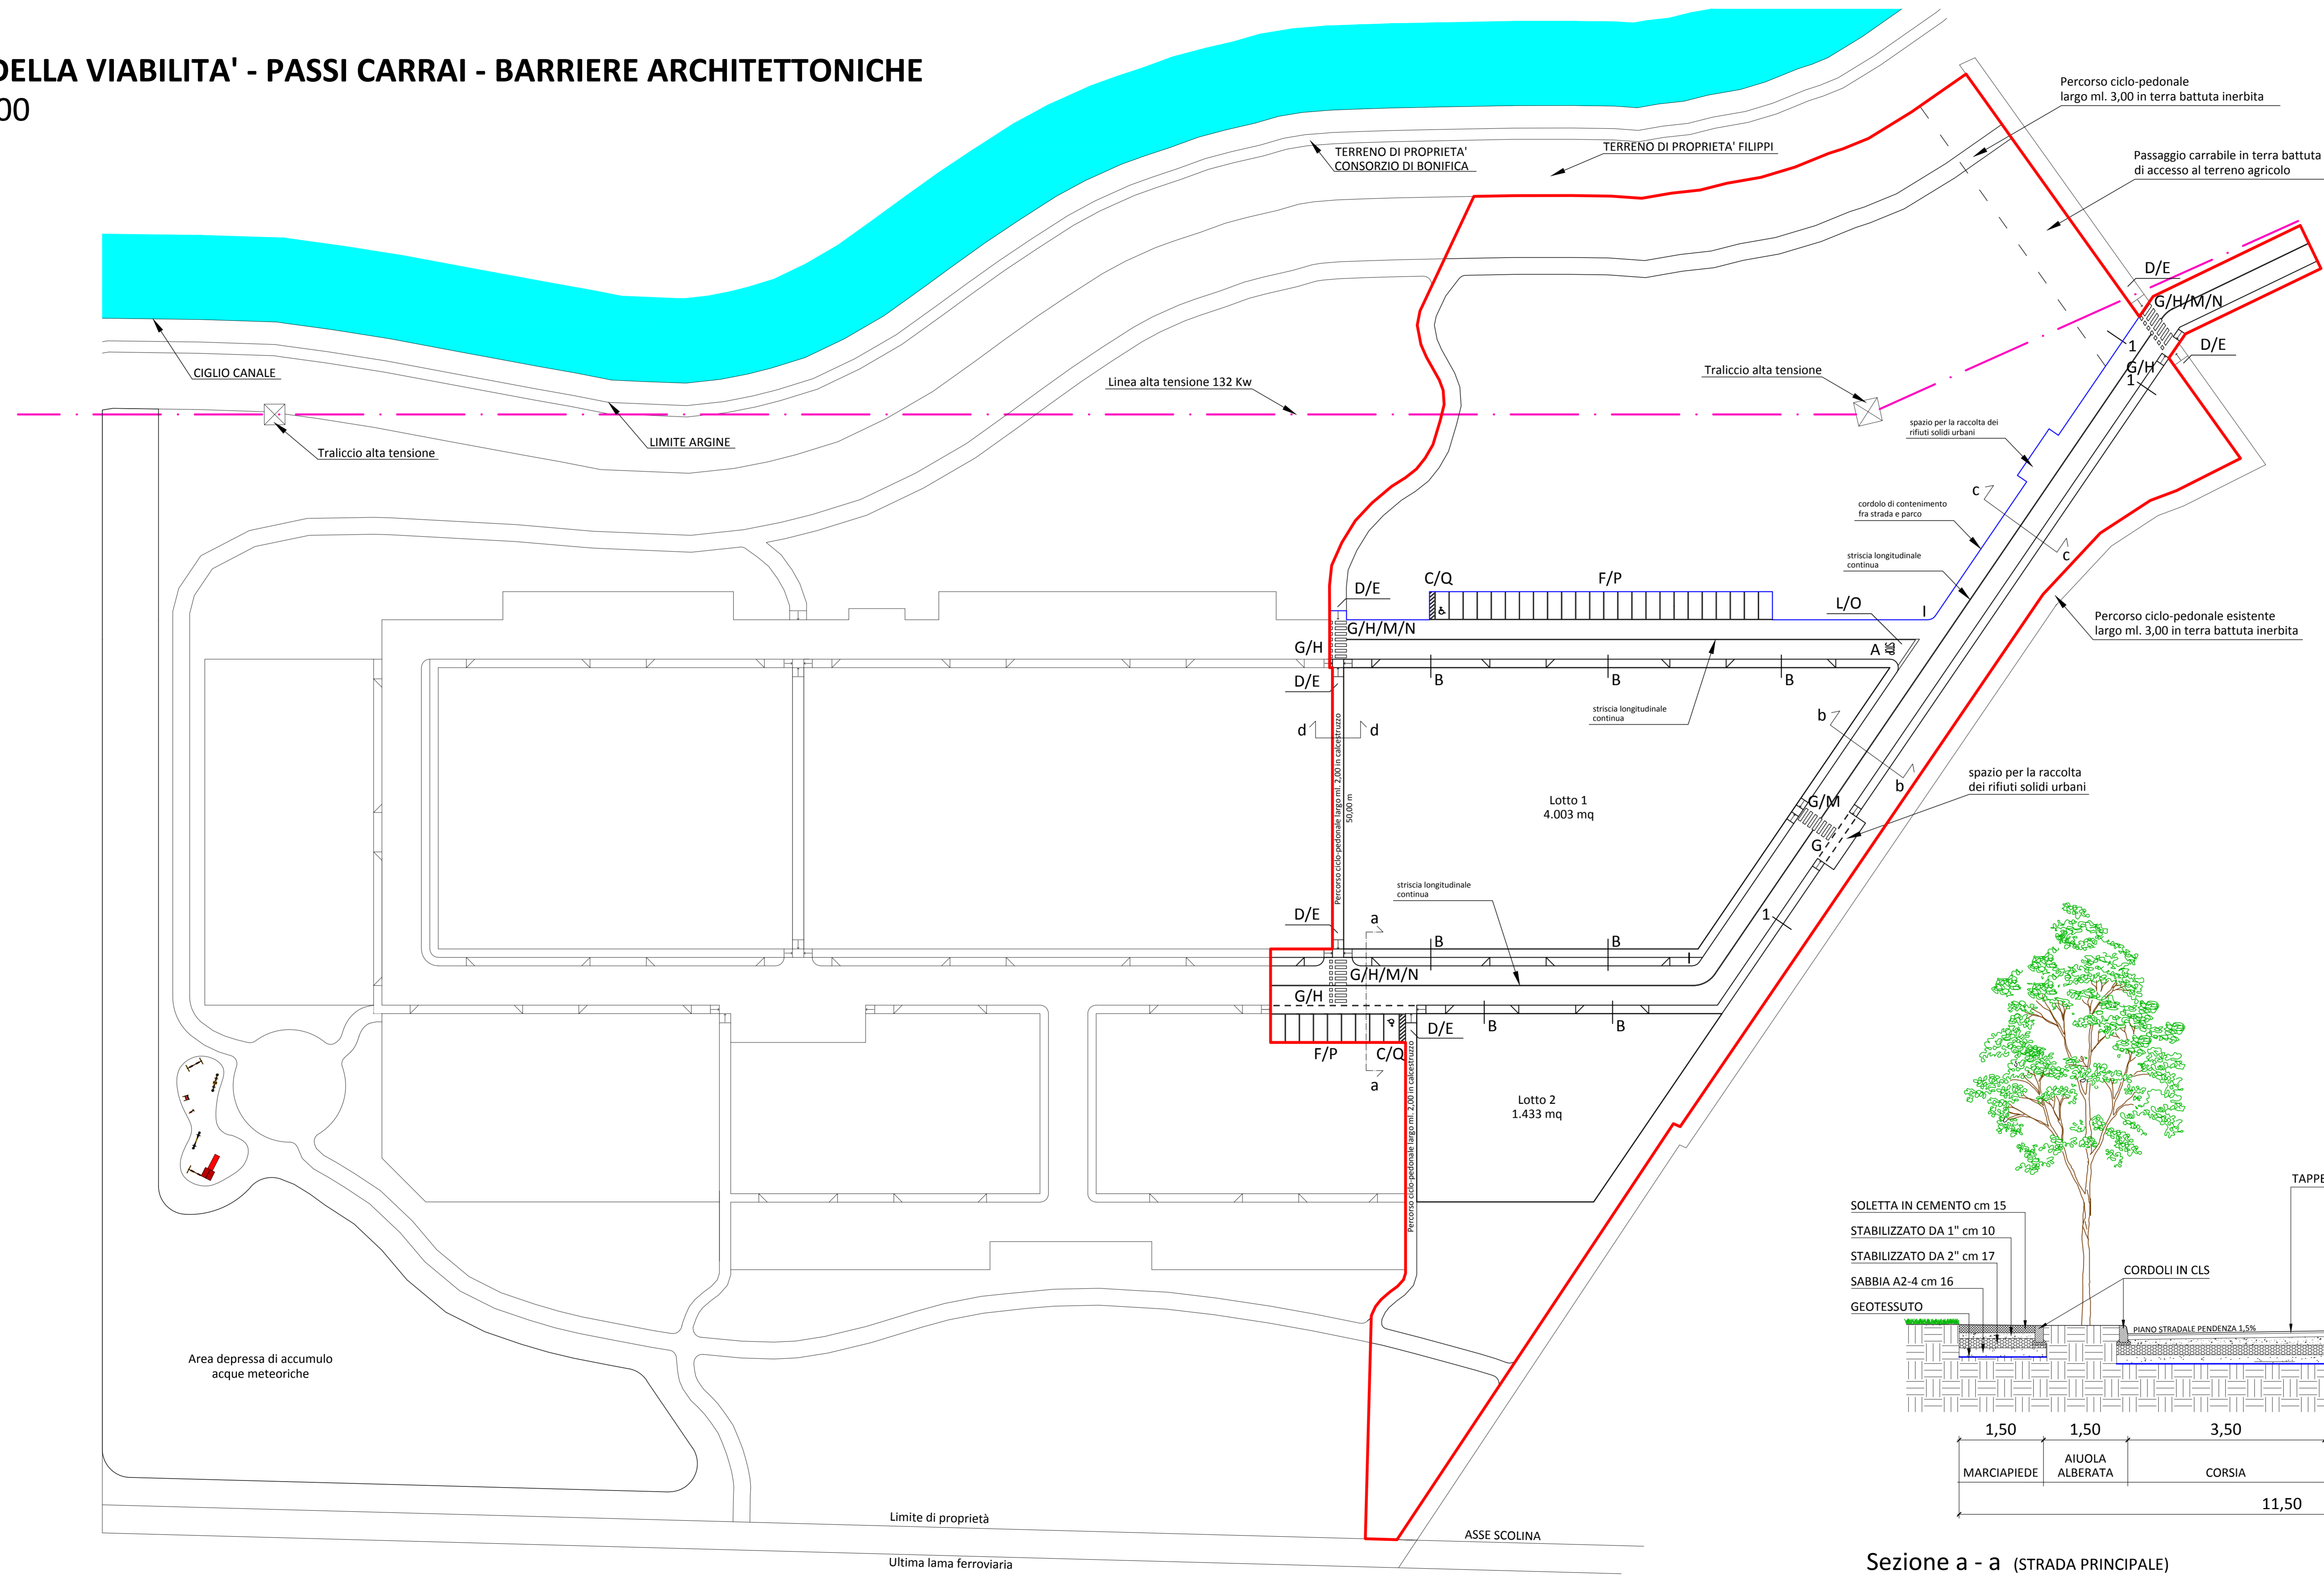 DELLA VIABILITA' - PASSI CARRAI - BARRIERE ARCHITETTONICHE
00
Percorso ciclo-pedonale
largo ml. 3,00 in terra battuta inerbita
TERRENO DI PROPRIETA'
CONSORZIO DI BONIFICA
TERRENO DI PROPRIETA' FILIPPI
Passaggio carrabile in terra battuta
di accesso al terreno agricolo
D/E
G/H/M/N
1
D/E
G/H
1
CIGLIO CANALE
Linea alta tensione 132 Kw
Traliccio alta tensione
LIMITE ARGINE
Traliccio alta tensione
spazio per la raccolta dei
rifiuti solidi urbani
c
cordolo di contenimento
fra strada e parco
c
striscia longitudinale
continua
D/E
C/Q
F/P
L/O
I
Percorso ciclo-pedonale esistente
largo ml. 3,00 in terra battuta inerbita
G/H/M/N
G/H
A
STOP
D/E
B
B
B
striscia longitudinale
continua
d
d
b
b
Percorso ciclo-pedonale largo ml. 2,00 in calcestruzzo
50,00 m
spazio per la raccolta
dei rifiuti solidi urbani
Lotto 1
4.003 mq
G/M
G
striscia longitudinale
continua
D/E
a
1
B
B
I
G/H/M/N
G/H
D/E
B
B
F/P
C/Q
a
Percorso ciclo-pedonale largo ml. 2,00 in calcestruzzo
Lotto 2
1.433 mq
TAPPE
SOLETTA IN CEMENTO cm 15
STABILIZZATO DA 1" cm 10
STABILIZZATO DA 2" cm 17
SABBIA A2-4 cm 16
GEOTESSUTO
CORDOLI IN CLS
PIANO STRADALE PENDENZA 1,5%
Area depressa di accumulo
acque meteoriche
1,50
1,50
3,50
MARCIAPIEDE
AIUOLA
ALBERATA
CORSIA
11,50
Limite di proprietà
ASSE SCOLINA
Ultima lama ferroviaria
Sezione a - a (STRADA PRINCIPALE)